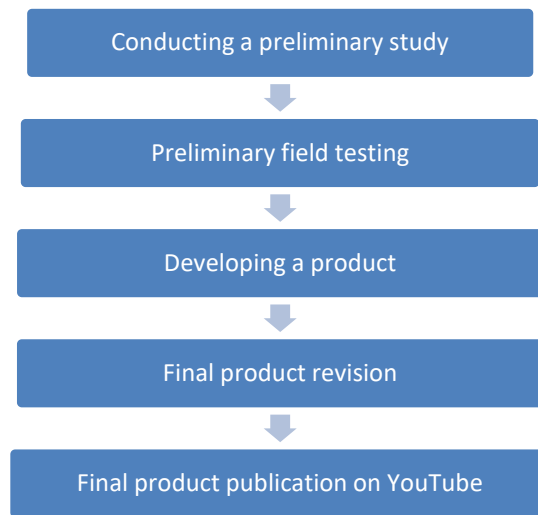 Conducting a preliminary study
Preliminary field testing
Developing a product
Final product revision
Final product publication on YouTube